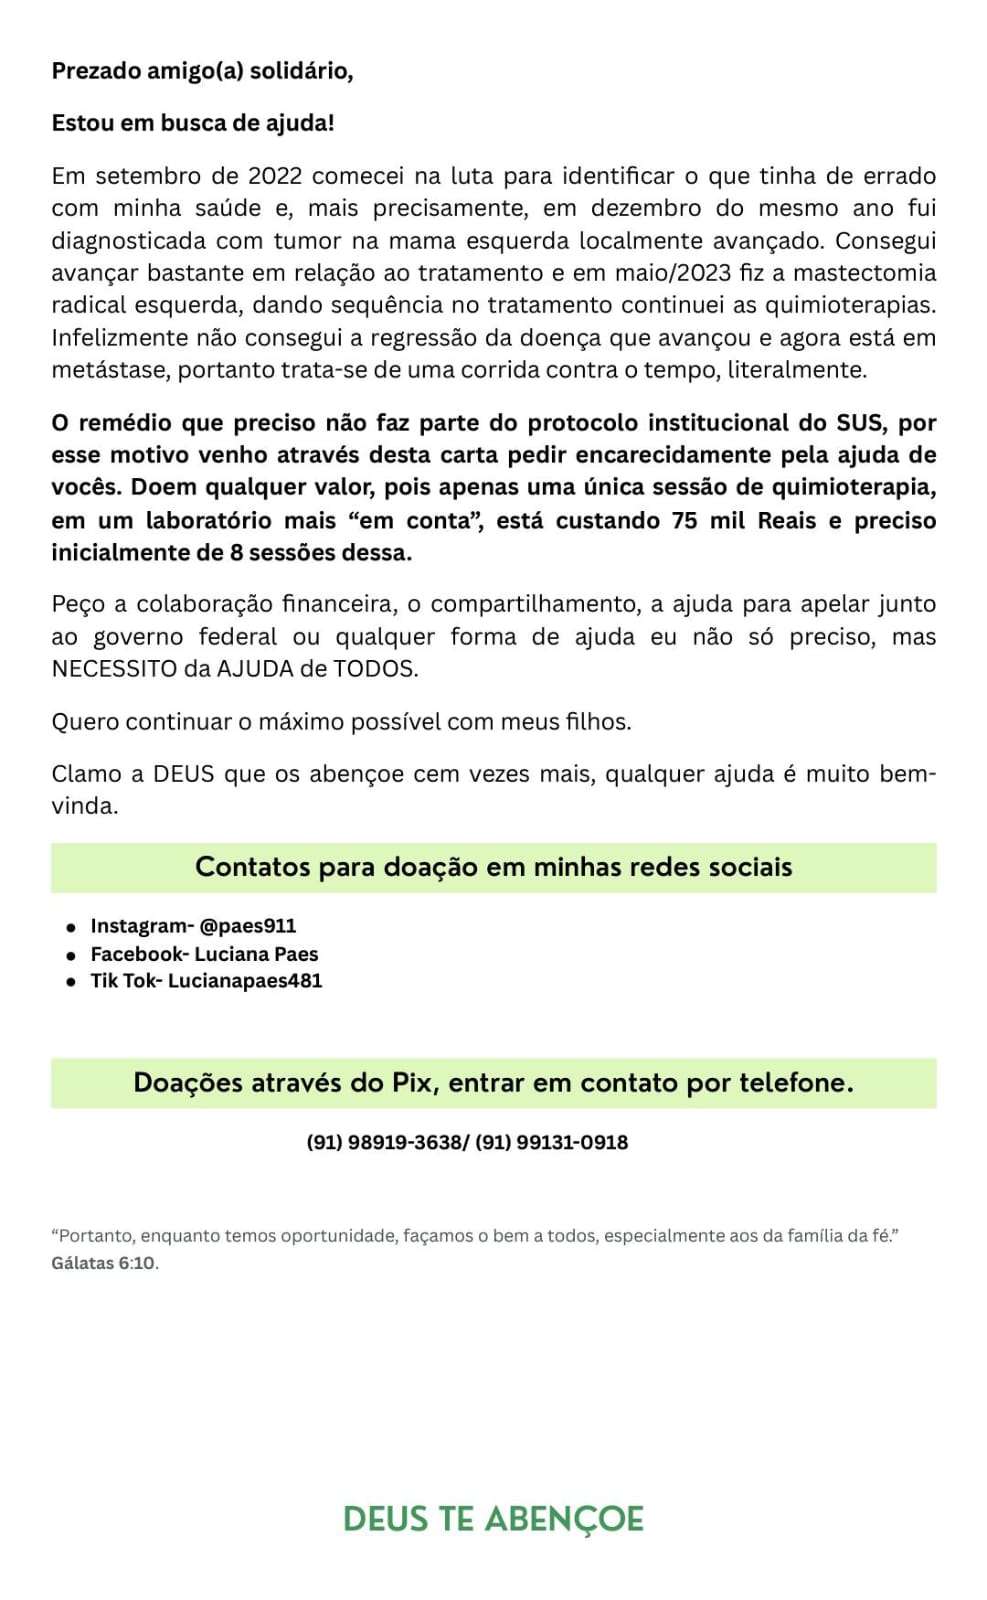 Prezado amigo(a) solidário,
Estou em busca de ajuda!
Em setembro de 2022 comecei na luta para identificar o que tinha de errado
com minha saúde e, mais precisamente, em dezembro do mesmo ano fui
diagnosticada com tumor na mama esquerda localmente avançado. Consegui
avançar bastante em relação ao tratamento e em maio/2023 fiz a mastectomia
radical esquerda, dando sequência no tratamento continuei as quimioterapias.
Infelizmente não consegui a regressão da doença que avançou e agora está em
metástase, portanto trata-se de uma corrida contra o tempo, literalmente.
O remédio que preciso não faz parte do protocolo institucional do SUS, por
esse motivo venho através desta carta pedir encarecidamente pela ajuda de
vocês. Doem qualquer valor, pois apenas uma única sessão de quimioterapia,
em um laboratório mais “em conta”, está custando 75 mil Reais e preciso
inicialmente de 8 sessões dessa.
Peço a colaboração financeira, o compartilhamento, a ajuda para apelar junto
ao governo federal ou qualquer forma de ajuda eu não só preciso, mas
NECESSITO da AJUDA de TODOS.
Quero continuar o máximo possível com meus filhos.
Clamo a DEUS que os abençoe cem vezes mais, qualquer ajuda é muito bem-
vinda.
Contatos para doação em minhas redes sociais
• Instagram- @paes911
• Facebook- Luciana Paes
• Tik Tok- Lucianapaes481
Doações através do Pix, entrar em contato por telefone.
(91) 98919-3638/ (91) 99131-0918
“Portanto, enquanto temos oportunidade, façamos o bem a todos, especialmente aos da família da fé.”
Gálatas 6:10.
DEUS TE ABENÇOE